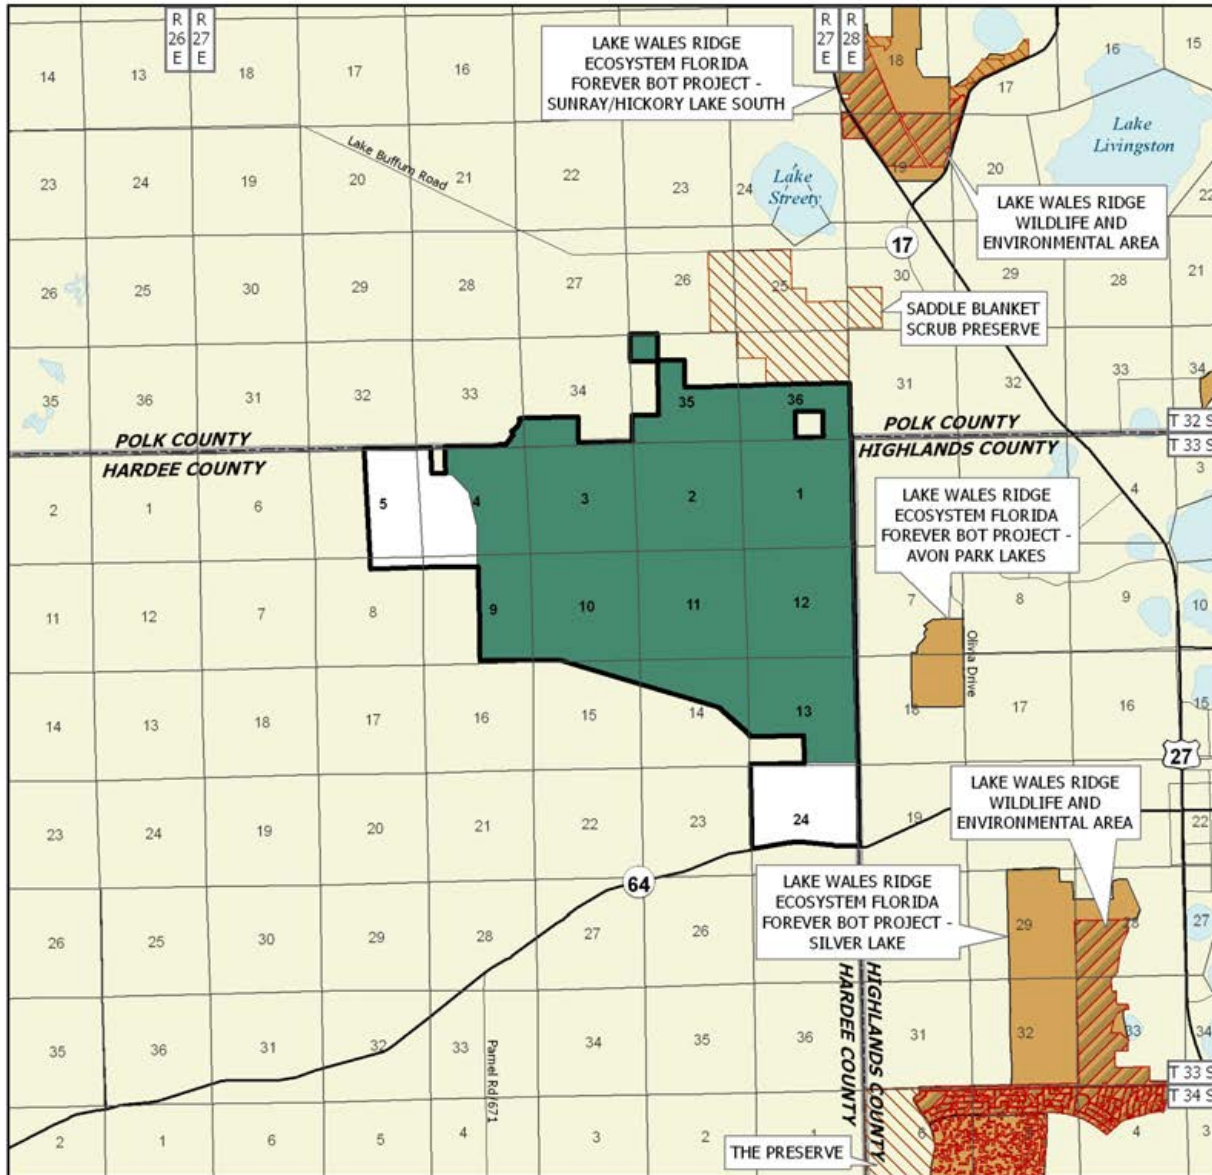 R 26 E
R 27 E
R 27 E
R 28 E
LAKE WALES RIDGE
ECOSYSTEM FLORIDA
FOREVER BOT PROJECT -
SUNRAY/HICKORY LAKE SOUTH
14 13 18 17 16 18 17 16 15
Lake Buffum Road
Lake
Livingston
23 24 19 20 21 22 23 24 19 20 22
Lake
Streety
LAKE WALES RIDGE
WILDLIFE AND
ENVIRONMENTAL AREA
17
26 25 30 29 28 27 26 25 30 29 28 21
SADDLE BLANKET
SCRUB PRESERVE
35 36 31 32 33 34 35 36 31 32 33 34
POLK COUNTY
HARDEE COUNTY
POLK COUNTY
HIGHLANDS COUNTY
T 32 S
T 33 S
2 1 6 5 4 3 2 1 4 3
LAKE WALES RIDGE
ECOSYSTEM FLORIDA
FOREVER BOT PROJECT -
AVON PARK LAKES
11 12 7 8 9 10 11 12 7 8 9 10
Olivia Drive
14 13 18 17 16 15 14 13 18 17 16 15
27
LAKE WALES RIDGE
WILDLIFE AND
ENVIRONMENTAL AREA
23 24 19 20 21 22 23 24 19 22
64
LAKE WALES RIDGE
ECOSYSTEM FLORIDA
FOREVER BOT PROJECT -
SILVER LAKE
26 25 30 29 28 27 26 29 28 27
HIGHLANDS COUNTY
HARDEE COUNTY
35 36 31 32 33 34 35 36 31 32 33 34
Parnel Rd/671
T 33 S
T 34 S
2 1 6 5 4 3 2 1 6 4 3
THE PRESERVE